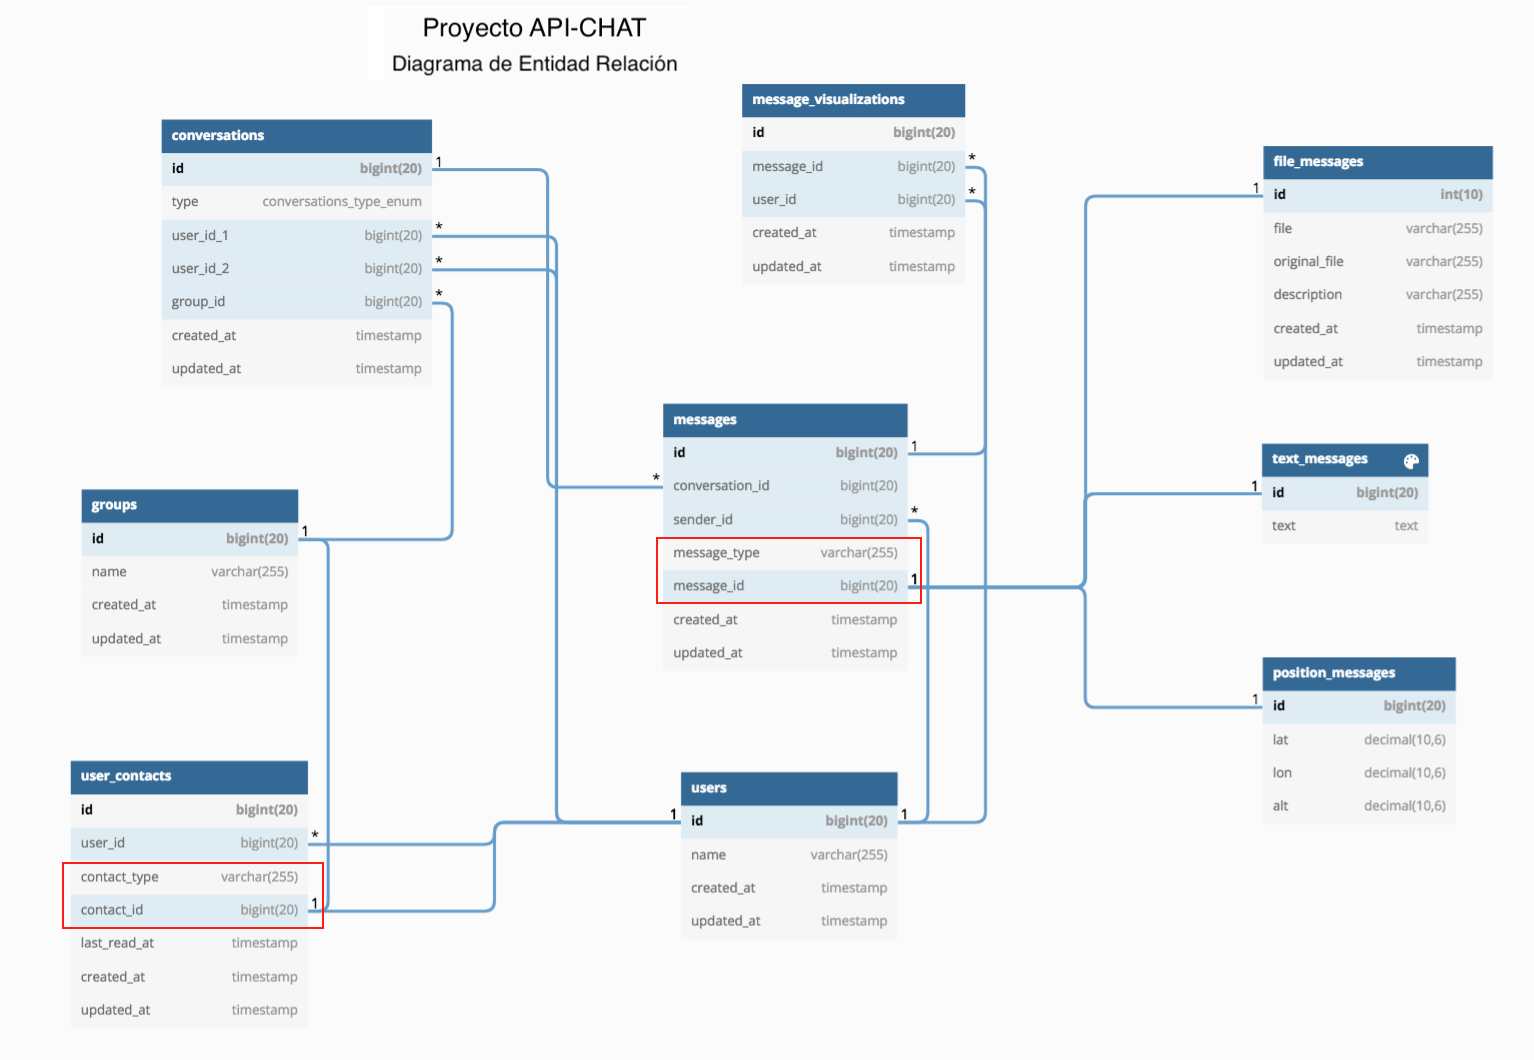 Proyecto API-CHAT
Diagrama de Entidad Relación
conversations
id bigint(20)
type conversations_type_enum
user_id_1 bigint(20)
user_id_2 bigint(20)
group_id bigint(20)
created_at timestamp
updated_at timestamp
1
*
*
*
message_visualizations
id bigint(20)
message_id bigint(20)
user_id bigint(20)
created_at timestamp
updated_at timestamp
*
*
file_messages
1
id int(10)
file varchar(255)
original_file varchar(255)
description varchar(255)
created_at timestamp
updated_at timestamp
messages
id bigint(20)
conversation_id bigint(20)
sender_id bigint(20)
message_type varchar(255)
message_id bigint(20)
created_at timestamp
updated_at timestamp
1
*
*
1
text_messages
1
id bigint(20)
text text
groups
id bigint(20)
name varchar(255)
created_at timestamp
updated_at timestamp
1
position_messages
1
id bigint(20)
lat decimal(10,6)
lon decimal(10,6)
alt decimal(10,6)
user_contacts
id bigint(20)
user_id bigint(20)
contact_type varchar(255)
contact_id bigint(20)
last_read_at timestamp
created_at timestamp
updated_at timestamp
*
1
users
1
id bigint(20)
name varchar(255)
created_at timestamp
updated_at timestamp
1